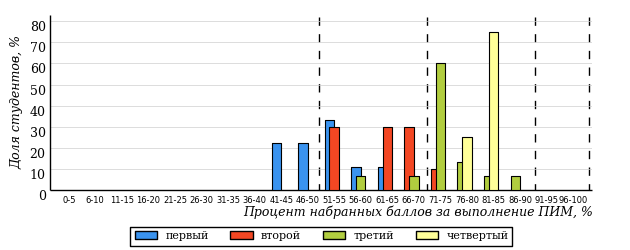 Доля студентов, %
80
70
60
50
40
30
20
10
0
0-5 6-10 11-15 16-20 21-25 26-30 31-35 36-40 41-45 46-50 51-55 56-60 61-65 66-70 71-75 76-80 81-85 86-90 91-95 96-100
Процент набранных баллов за выполнение ПИМ, %
первый второй третий четвертый